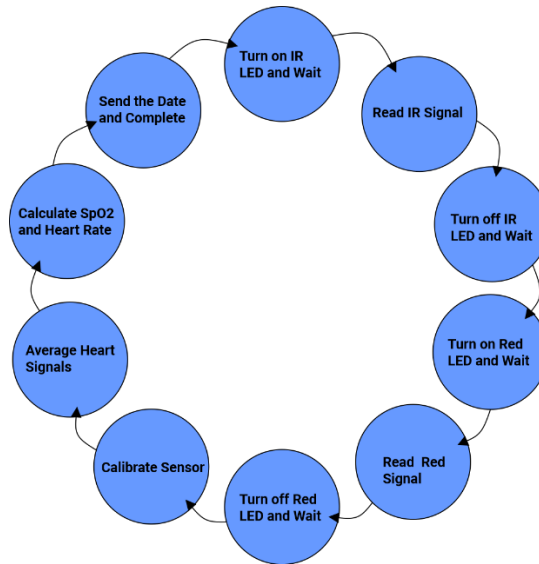 Turn on IR
LED and Wait
Read IR Signal
Turn off IR
LED and Wait
Turn on Red
LED and Wait
Read Red
Signal
Turn off Red
LED and Wait
Calibrate Sensor
Average Heart
Signals
Calculate SpO2
and Heart Rate
Send the Date
and Complete